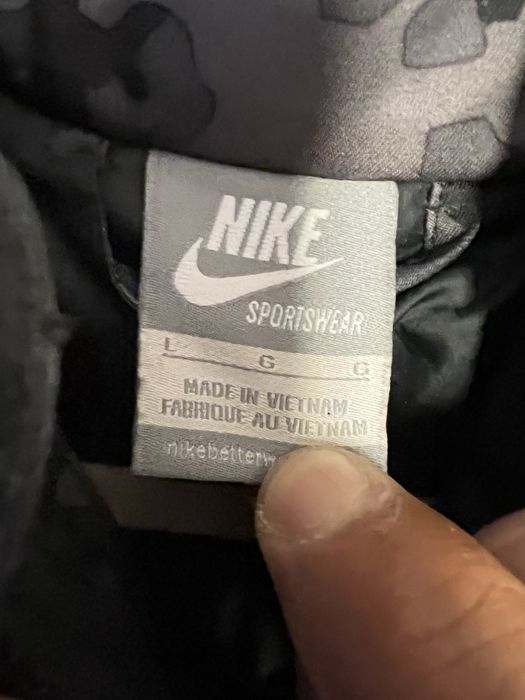 NIKE
SPORTSWEAR
L G G
MADE IN VIETNAM
FABRIQUE AU VIETNAM